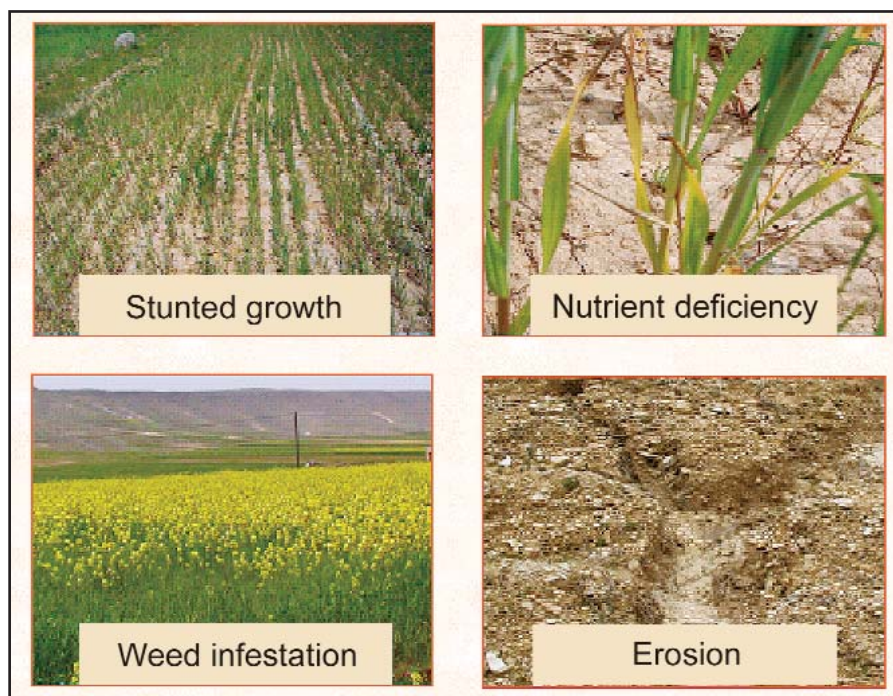 Stunted growth
Nutrient deficiency
Weed infestation
Erosion